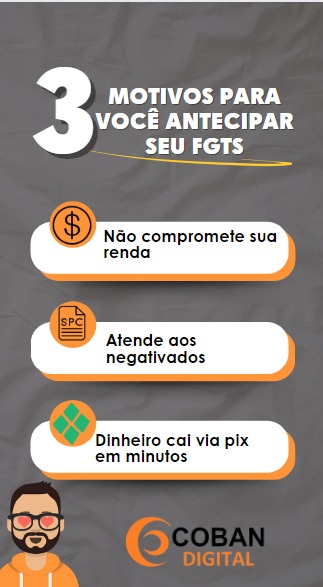 3
MOTIVOS PARA
VOCÊ ANTECIPAR
SEU FGTS
$
Não compromete sua
renda
SPC
Atende aos
negativados
Dinheiro cai via pix
em minutos
COBAN
DIGITAL